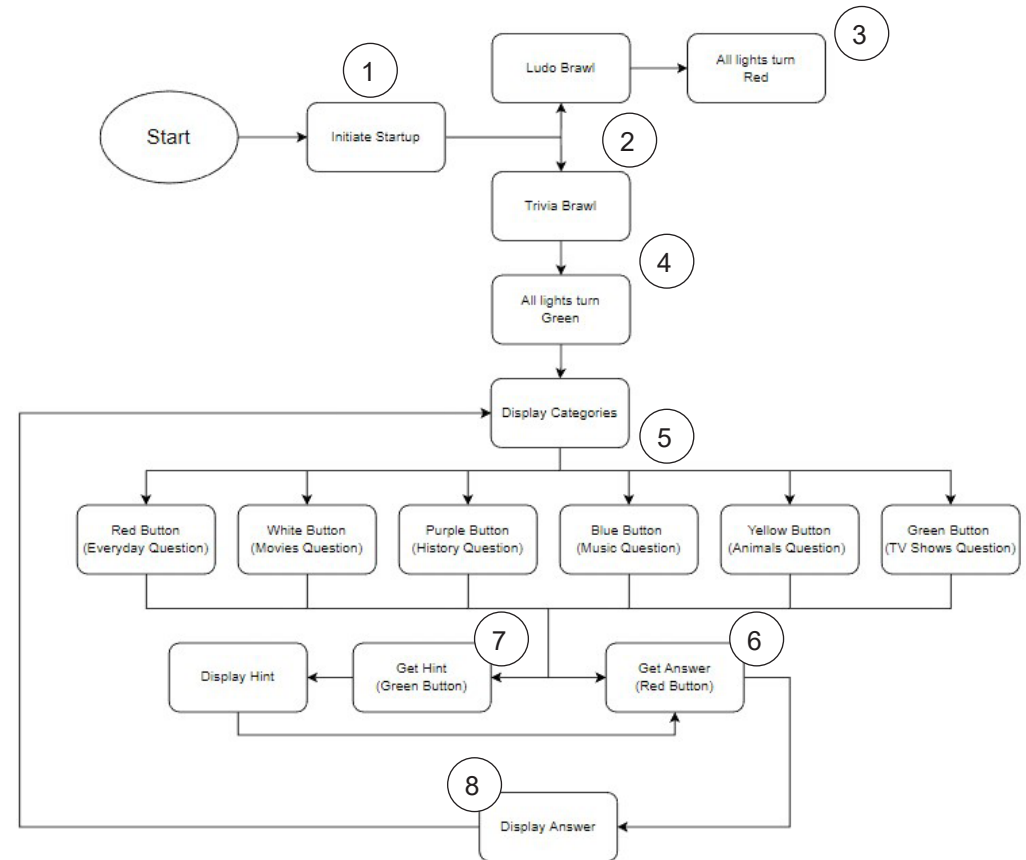 3
Ludo Brawl
All lights turn
Red
1
Start
Initiate Startup
2
Trivia Brawl
4
All lights turn
Green
Display Categories
5
Red Button
(Everyday Question)
White Button
(Movies Question)
Purple Button
(History Question)
Blue Button
(Music Question)
Yellow Button
(Animals Question)
Green Button
(TV Shows Question)
7
6
Display Hint
Get Hint
(Green Button)
Get Answer
(Red Button)
8
Display Answer